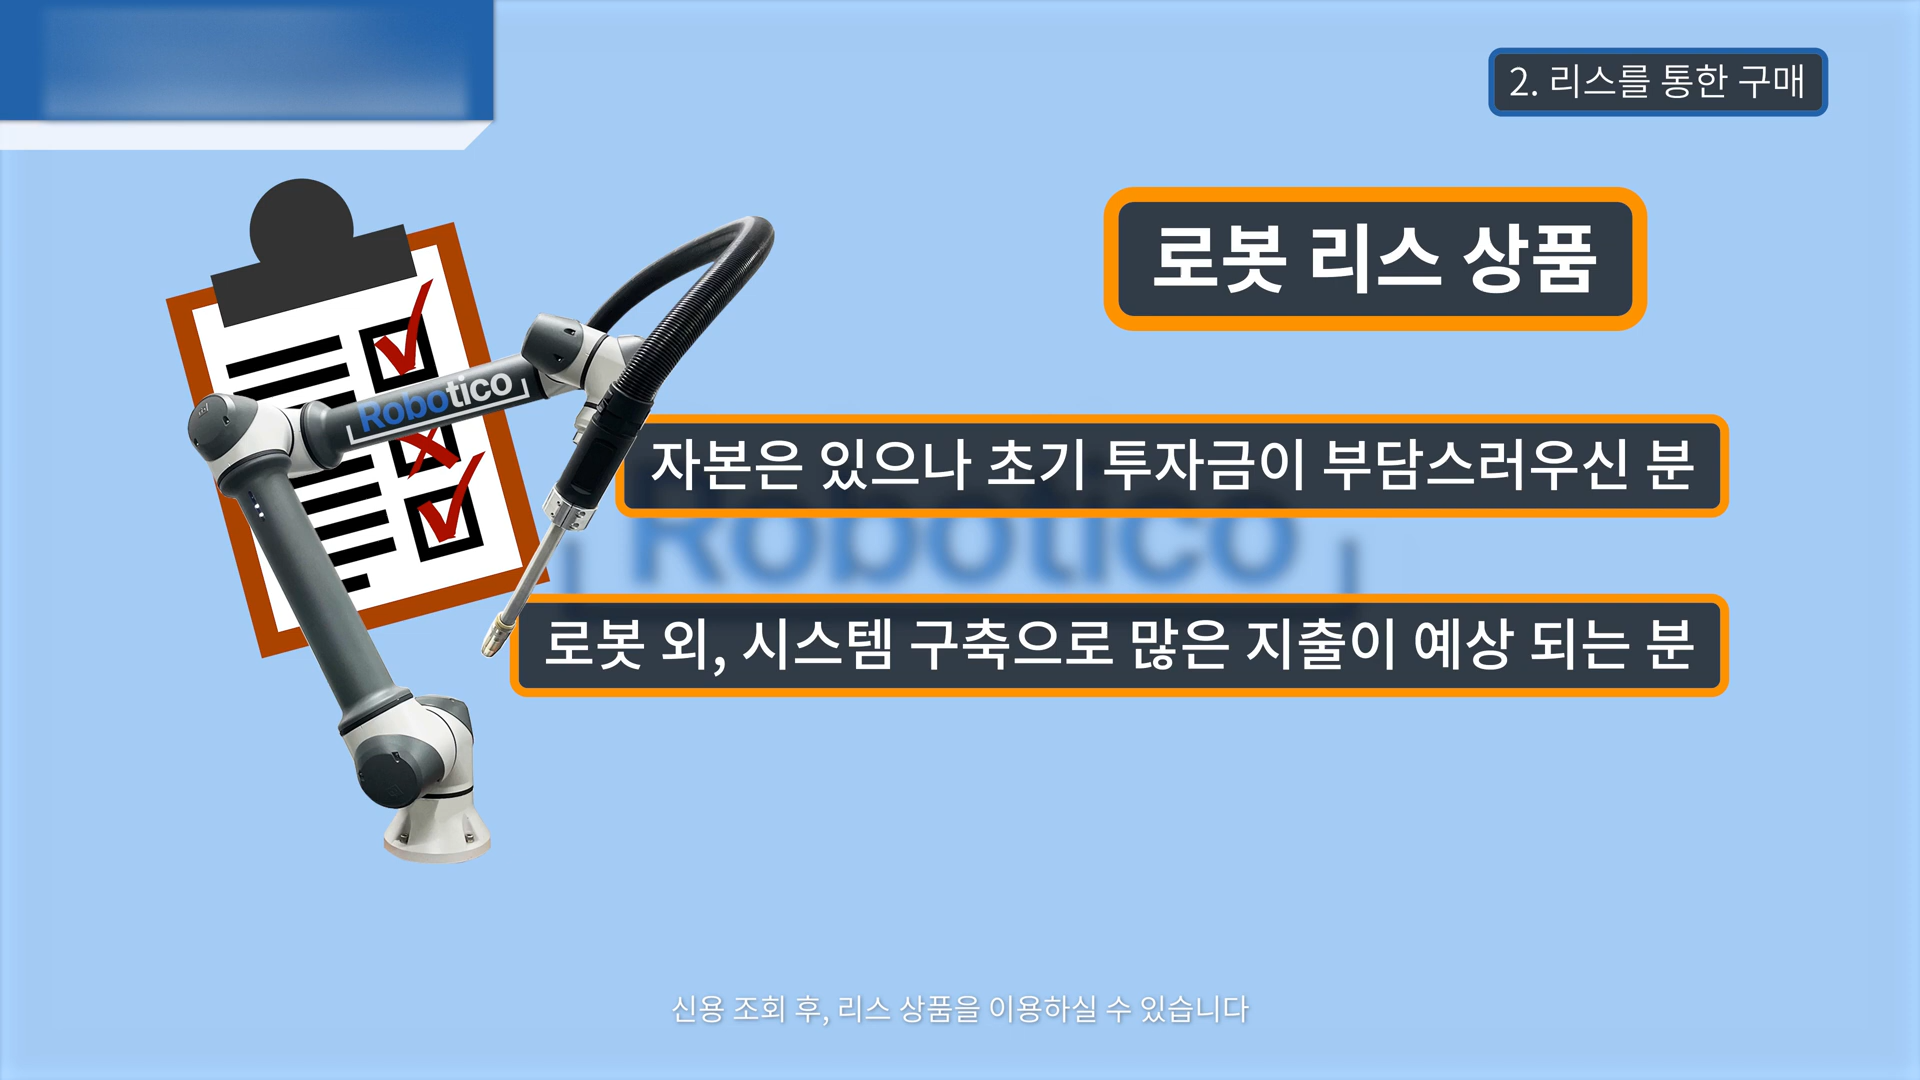 2. 리스를 통한 구매
로봇 리스 상품
Robotico
자본은 있으나 초기 투자금이 부담스러우신 분
Robotico
로봇 외, 시스템 구축으로 많은 지출이 예상 되는 분
신용 조회 후, 리스 상품을 이용하실 수 있습니다